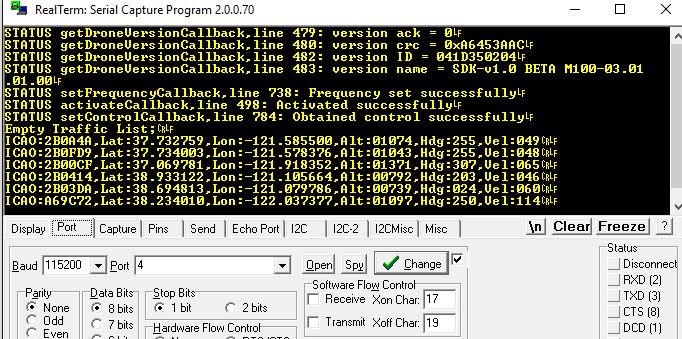 RealTerm: Serial Capture Program 2.0.0.70
STATUS getDroneVersionCallback,line 479: version ack = 0LF
STATUS getDroneVersionCallback,line 480: version crc = 0xA6453AACLF
STATUS getDroneVersionCallback,line 482: version ID = 041D350204LF
STATUS getDroneVersionCallback,line 483: version name = SDK-v1.0 BETA M100-03.01
.01.00LF
STATUS setFrequencyCallback,line 738: Frequency set successfullyLF
STATUS activateCallback,line 498: Activated successfullyLF
STATUS setControlCallback,line 784: Obtained control successfullyLF
Empty Traffic List;CRLF
ICAO:2B0A4A,Lat:37.732759,Lon:-121.585500,Alt:01074,Hdg:255,Vel:049CRLF
ICAO:2B0FD9,Lat:37.734003,Lon:-121.578376,Alt:01043,Hdg:255,Vel:048CRLF
ICAO:2B00CF,Lat:37.069781,Lon:-121.918352,Alt:01371,Hdg:307,Vel:065CRLF
ICAO:2B0414,Lat:38.933122,Lon:-121.105664,Alt:00792,Hdg:203,Vel:046CRLF
ICAO:2B03DA,Lat:38.694813,Lon:-121.079786,Alt:00739,Hdg:024,Vel:060CRLF
ICAO:A69C72,Lat:38.234010,Lon:-122.037377,Alt:01097,Hdg:250,Vel:114CRLF
Display Port Capture Pins Send Echo Port I2C I2C-2 I2CMisc Misc \n Clear Freeze ?
Baud 115200 Port 4 Open Spy Change
Status
Disconnect
RXD (2)
TXD (3)
CTS (8)
DCD (1)
Parity
None
Odd
Even
Data Bits
8 bits
7 bits
Stop Bits
1 bit 2 bits
Hardware Flow Control
Software Flow Control
Receive Xon Char: 17
Transmit Xoff Char: 19